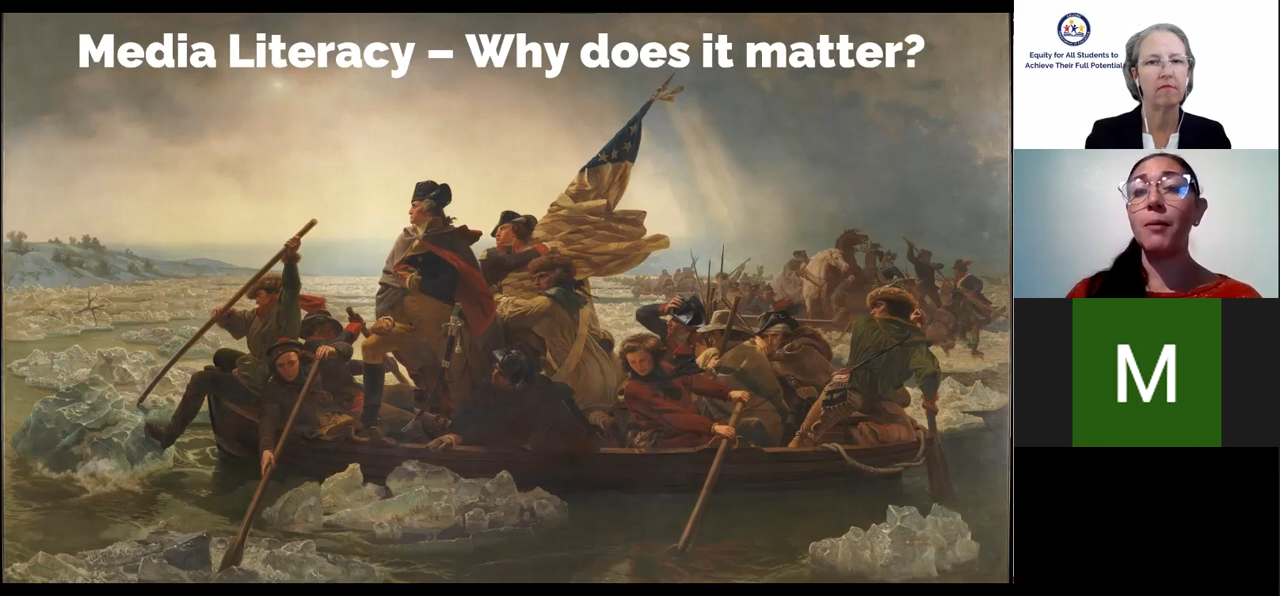 Media Literacy – Why does it matter?
Equity for All Students to
Achieve Their Full Potential
M